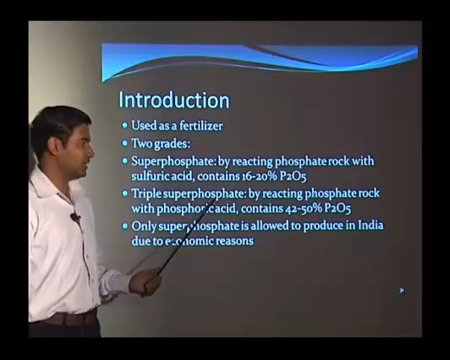 Introduction
Used as a fertilizer
Two grades:
Superphosphate: by reacting phosphate rock with
sulfuric acid, contains 16-20% P2O5
Triple superphosphate: by reacting phosphate rock
with phosphoric acid, contains 42-50% P2O5
Only superphosphate is allowed to produce in India
due to economic reasons